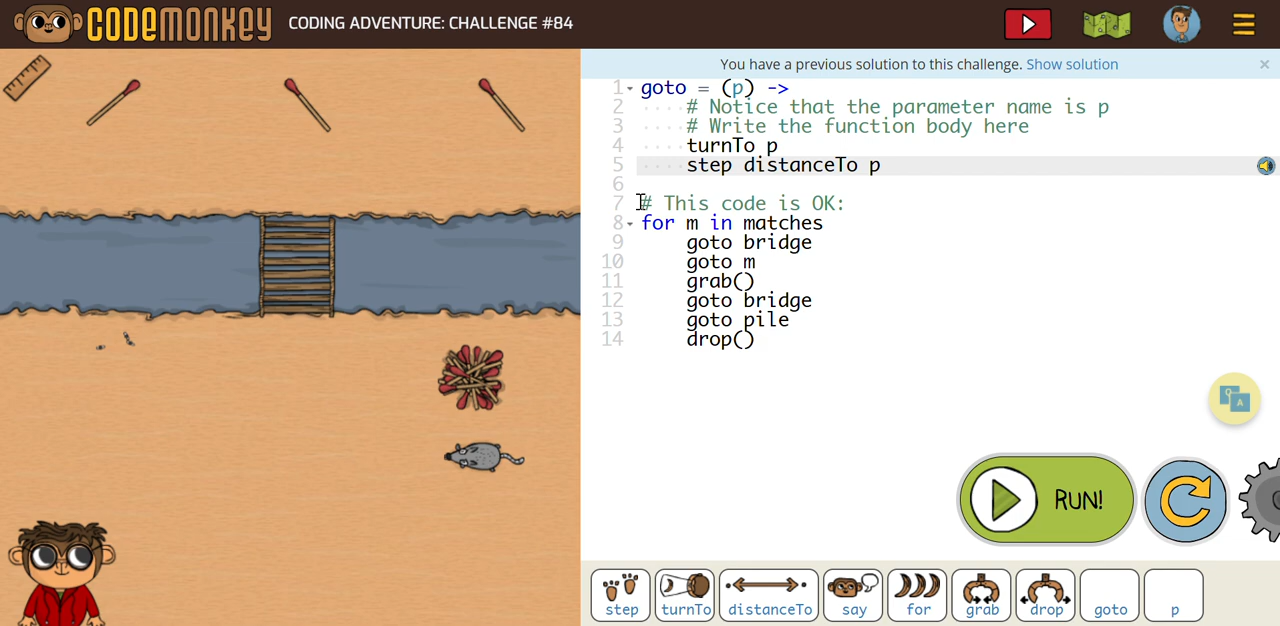 CODEMONKEY CODING ADVENTURE: CHALLENGE #84
You have a previous solution to this challenge. Show solution ×
1 goto = (p) ->
2 # Notice that the parameter name is p
3 # Write the function body here
4 turnTo p
5 step distanceTo p
6
7 # This code is OK:
8 for m in matches
9 goto bridge
10 goto m
11 grab()
12 goto bridge
13 goto pile
14 drop()
A
RUN!
step turnTo distanceTo say for grab drop goto p